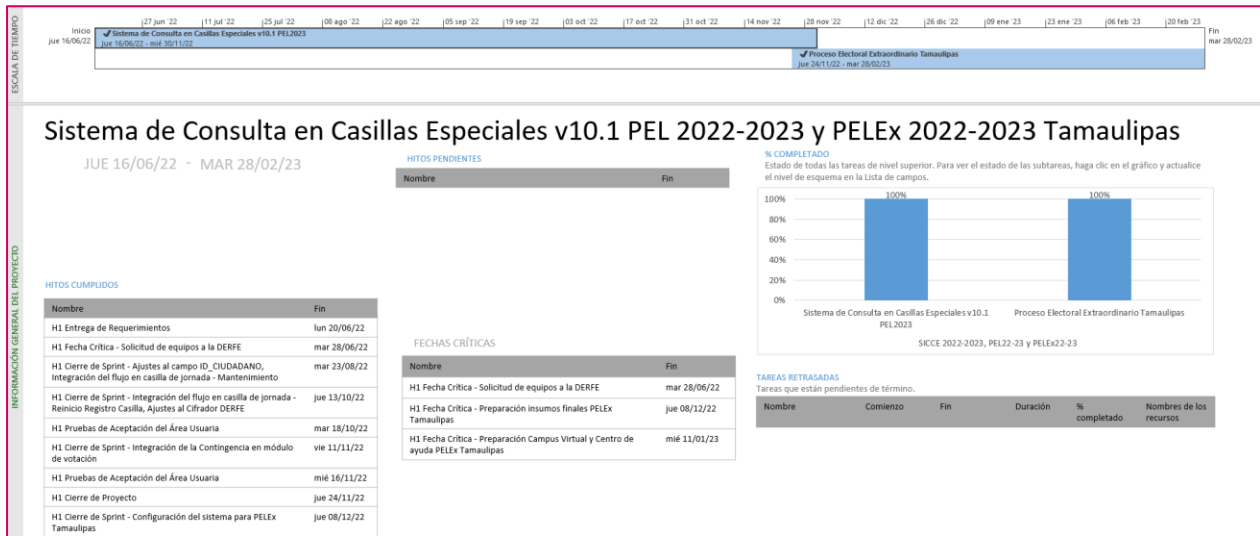 ESCALA DE TIEMPO
27 jun '22 11 jul '22 25 jul '22 08 ago '22 22 ago '22 05 sep '22 19 sep '22 03 oct '22 17 oct '22 31 oct '22 14 nov '22 28 nov '22 12 dic '22 26 dic '22 09 ene '23 23 ene '23 06 feb '23 20 feb '23
Inicio
jue 16/06/22
Sistema de Consulta en Casillas Especiales v10.1 PEL2023
jue 16/06/22 - mié 30/11/22
Proceso Electoral Extraordinario Tamaulipas
jue 24/11/22 - mar 28/02/23
Fin
mar 28/02/23
INFORMACIÓN GENERAL DEL PROYECTO
Sistema de Consulta en Casillas Especiales v10.1 PEL 2022-2023 y PELEx 2022-2023 Tamaulipas
JUE 16/06/22 - MAR 28/02/23
HITOS CUMPLIDOS
Nombre Fin
H1 Entrega de Requerimientos lun 20/06/22
H1 Fecha Crítica - Solicitud de equipos a la DERFE mar 28/06/22
H1 Cierre de Sprint - Ajustes al campo ID_CIUDADANO, mar 23/08/22
Integración del flujo en casilla de jornada - Mantenimiento
H1 Cierre de Sprint - Integración del flujo en casilla de jornada - jue 13/10/22
Reinicio Registro Casilla, Ajustes al Cifrador DERFE
H1 Pruebas de Aceptación del Área Usuaria mar 18/10/22
H1 Cierre de Sprint - Integración de la Contingencia en módulo vie 11/11/22
de votación
H1 Pruebas de Aceptación del Área Usuaria mié 16/11/22
H1 Cierre de Proyecto jue 24/11/22
H1 Cierre de Sprint - Configuración del sistema para PELEx jue 08/12/22
Tamaulipas
HITOS PENDIENTES
Nombre Fin
FECHAS CRÍTICAS
Nombre Fin
H1 Fecha Crítica - Solicitud de equipos a la DERFE mar 28/06/22
H1 Fecha Crítica - Preparación insumos finales PELEx jue 08/12/22
Tamaulipas
H1 Fecha Crítica - Preparación Campus Virtual y Centro de mié 11/01/23
ayuda PELEx Tamaulipas
% COMPLETADO
Estado de todas las tareas de nivel superior. Para ver el estado de las subtareas, haga clic en el gráfico y actualice
el nivel de esquema en la Lista de campos.
100% 100% 100%
80%
60%
40%
20%
0%
Sistema de Consulta en Casillas Especiales v10.1 Proceso Electoral Extraordinario Tamaulipas
PEL2023
SICCE 2022-2023, PEL22-23 y PELEx22-23
TAREAS RETRASADAS
Tareas que están pendientes de término.
Nombre Comienzo Fin Duración % Nombres de los
completado recursos